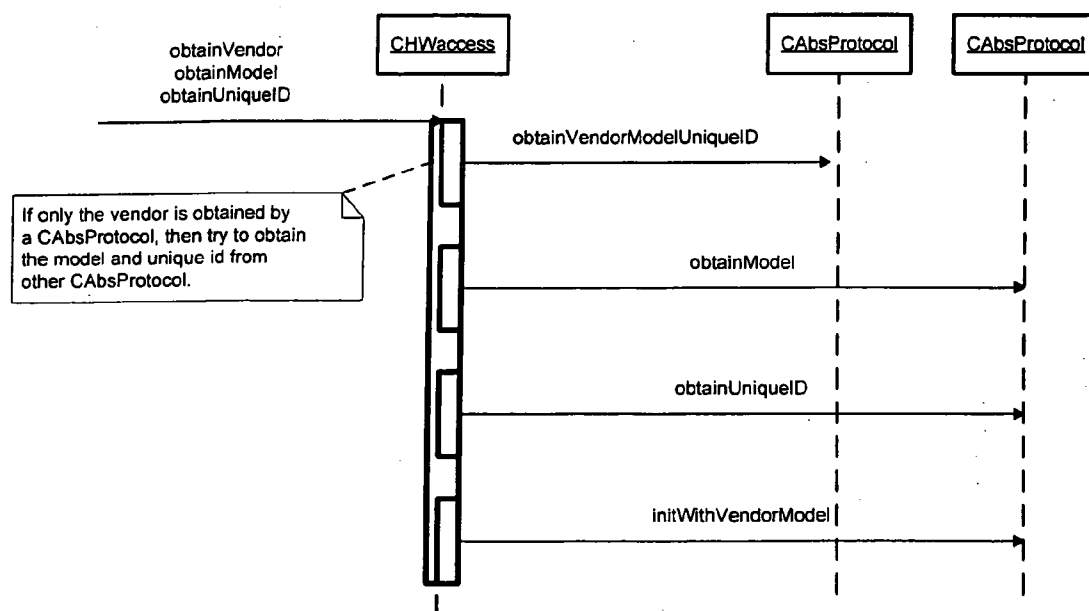 CHWaccess
CAbsProtocol
CAbsProtocol
obtainVendor
obtainModel
obtainUniqueID
obtainVendorModelUniqueID
If only the vendor is obtained by
a CAbsProtocol, then try to obtain
the model and unique id from
other CAbsProtocol.
obtainModel
obtainUniqueID
initWithVendorModel